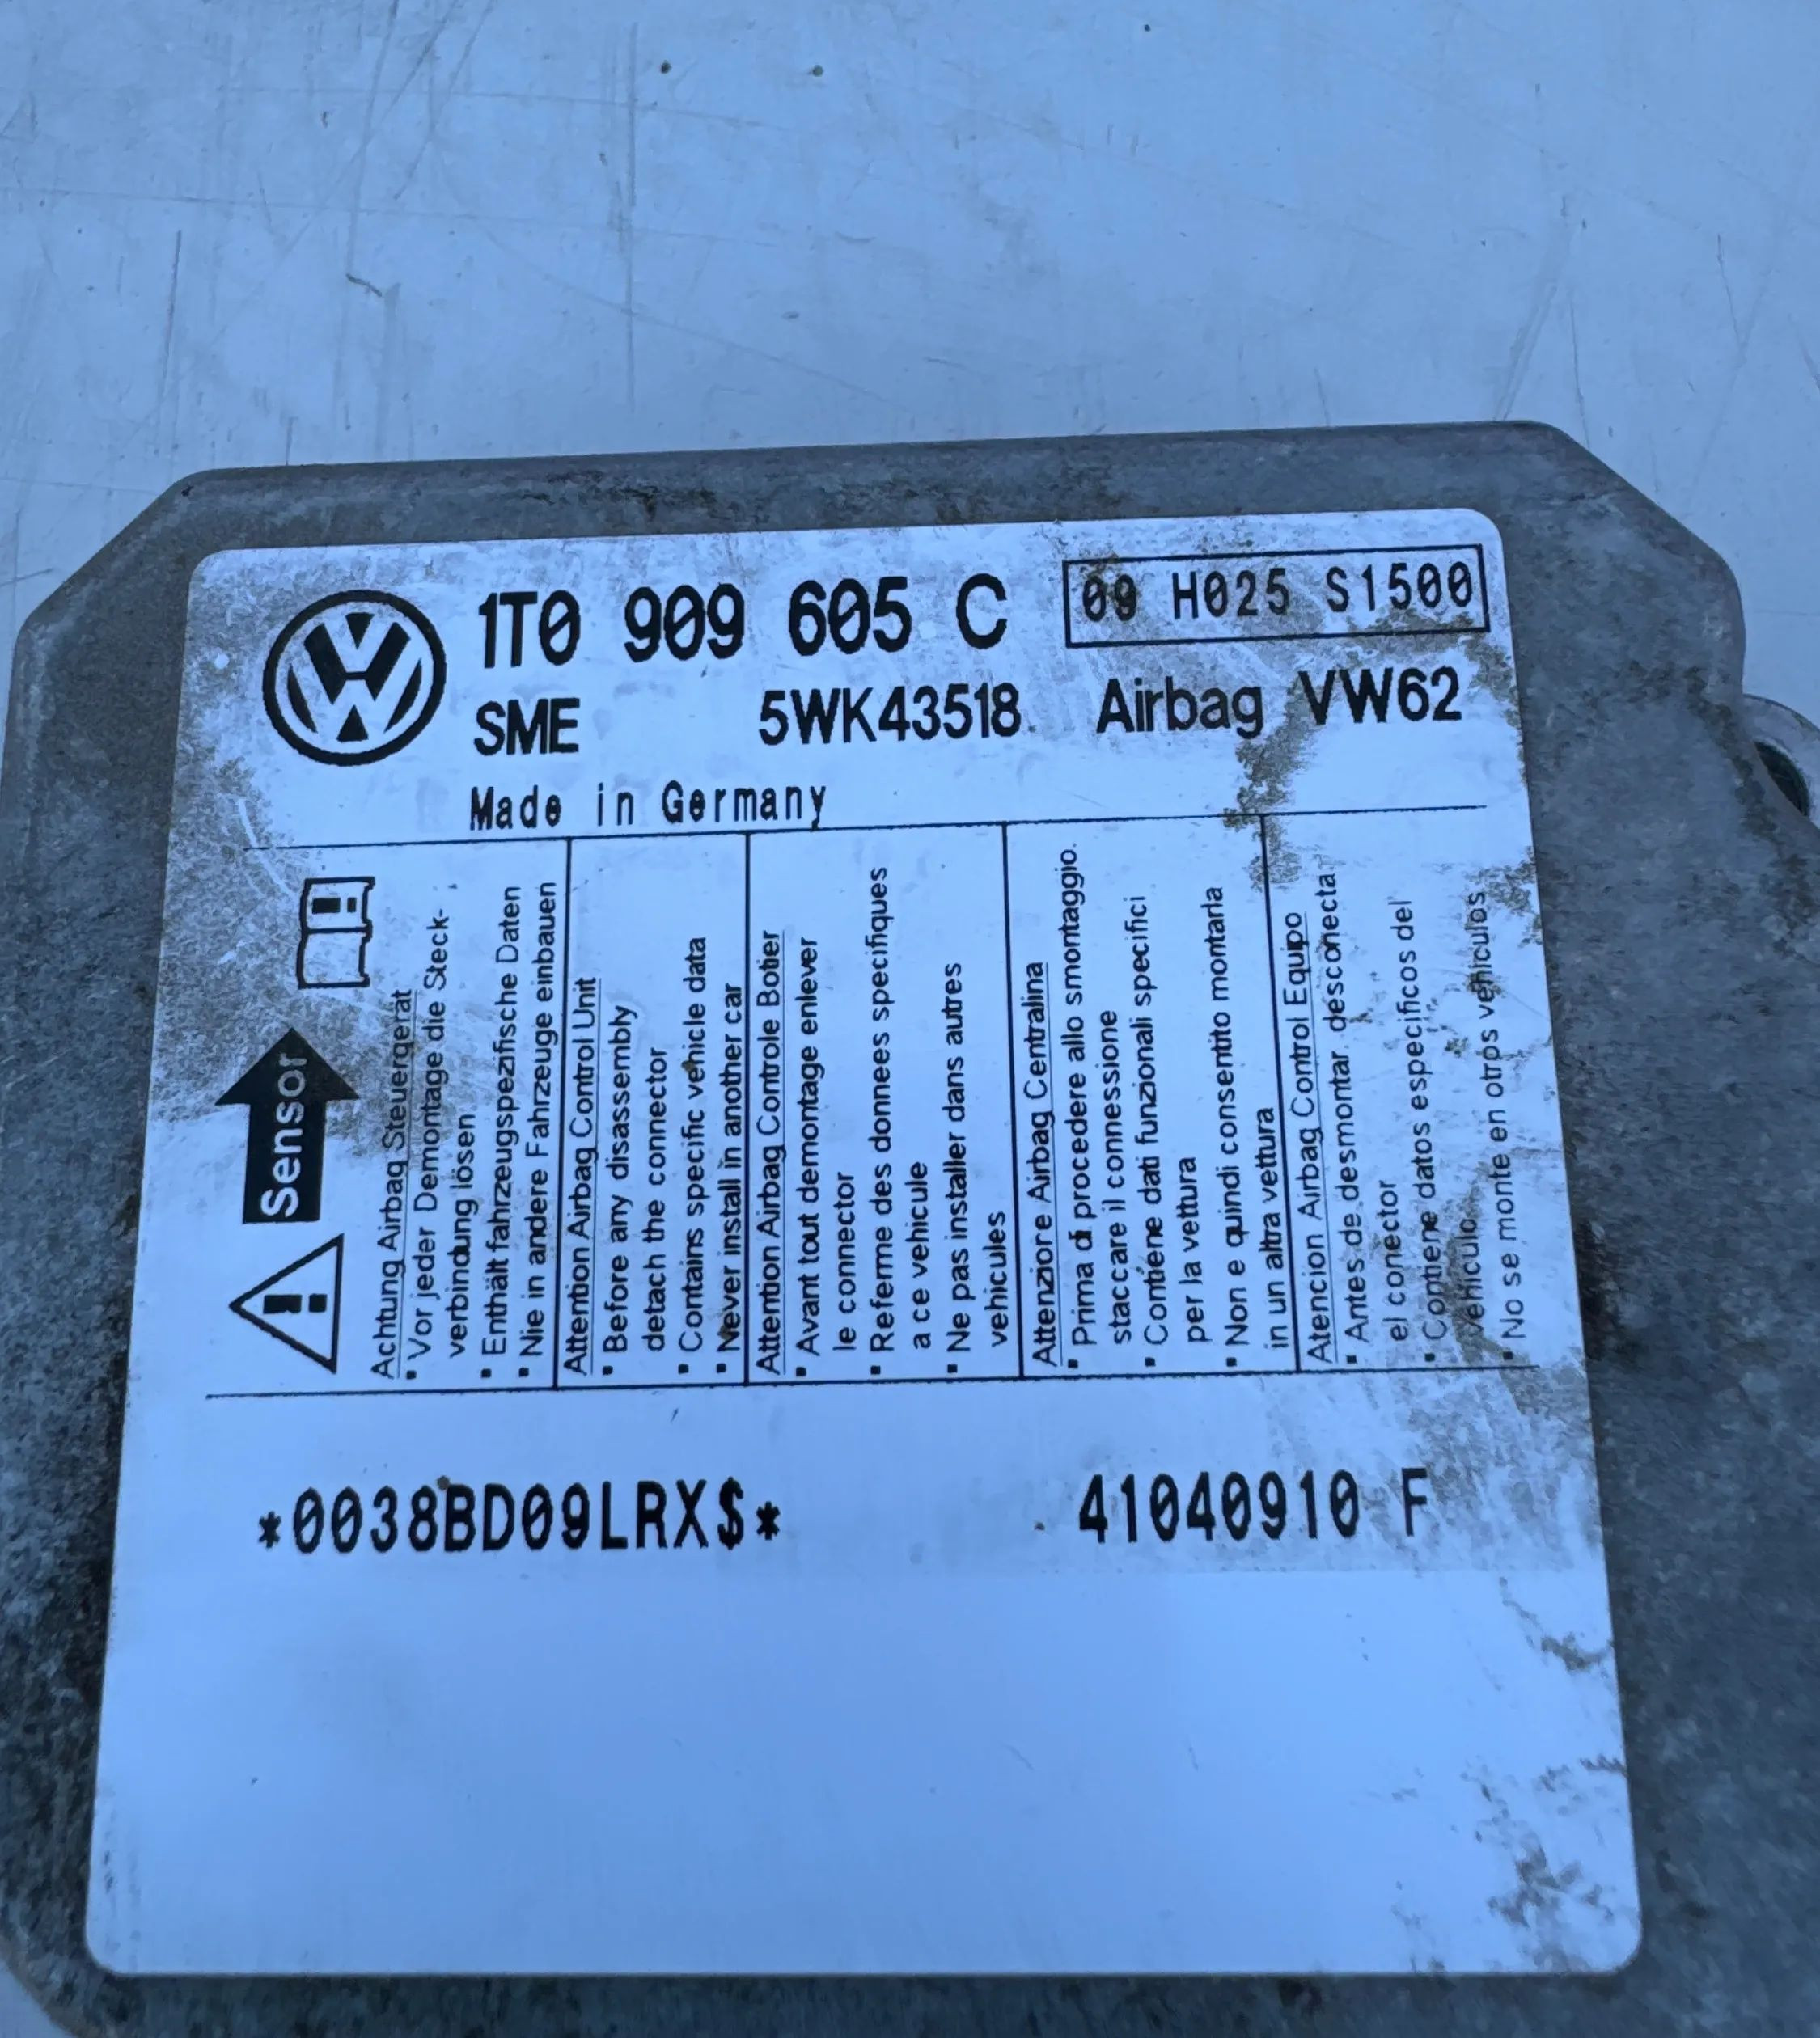 1T0 909 605 C
09 H025 S1500
SME 5WK43518 Airbag VW62
Made in Germany
Sensor
Achtung Airbag Steuergerät
▪ Vor jeder Demontage die Steck-
verbindung lösen
▪ Enthält fahrzeugspezifische Daten
▪ Nie in andere Fahrzeuge einbauen
Attention Airbag Control Unit
▪ Before any disassembly
detach the connector
▪ Contains specific vehicle data
▪ Never install in another car
Attention Airbag Controle Botier
▪ Avant tout demontage enlever
le connector
▪ Referme des donnees specifiques
a ce vehicule
▪ Ne pas installer dans autres
vehicules
Attenzione Airbag Centralina
▪ Prima di procedere allo smontaggio.
staccare il connessione
▪ Contiene dati funzionali specifici
per la vettura
▪ Non e quindi consentito montarla
in un altra vettura
Atencion Airbag Control Equipo
▪ Antes de desmontar desconecta
el conector
▪ Contiene datos especificos del
vehiculo
▪ No se monte en otros vehiculos
*0038BD09LRX$*
41040910 F